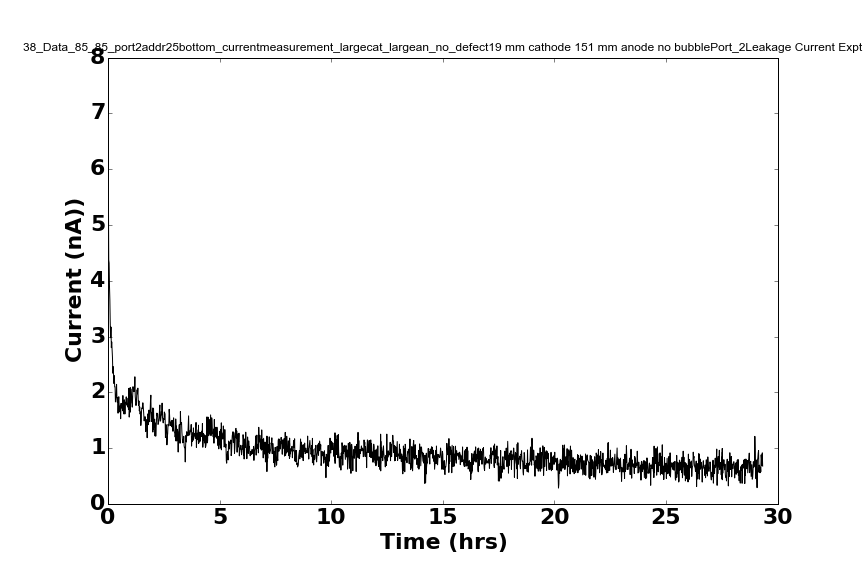 38_Data_85_85_port2addr25bottom_currentmeasurement_largecat_largean_no_defect19 mm cathode 151 mm anode no bubblePort_2Leakage Current Expt
8
7
6
5
4
3
2
1
0
Current (nA))
0 5 10 15 20 25 30
Time (hrs)